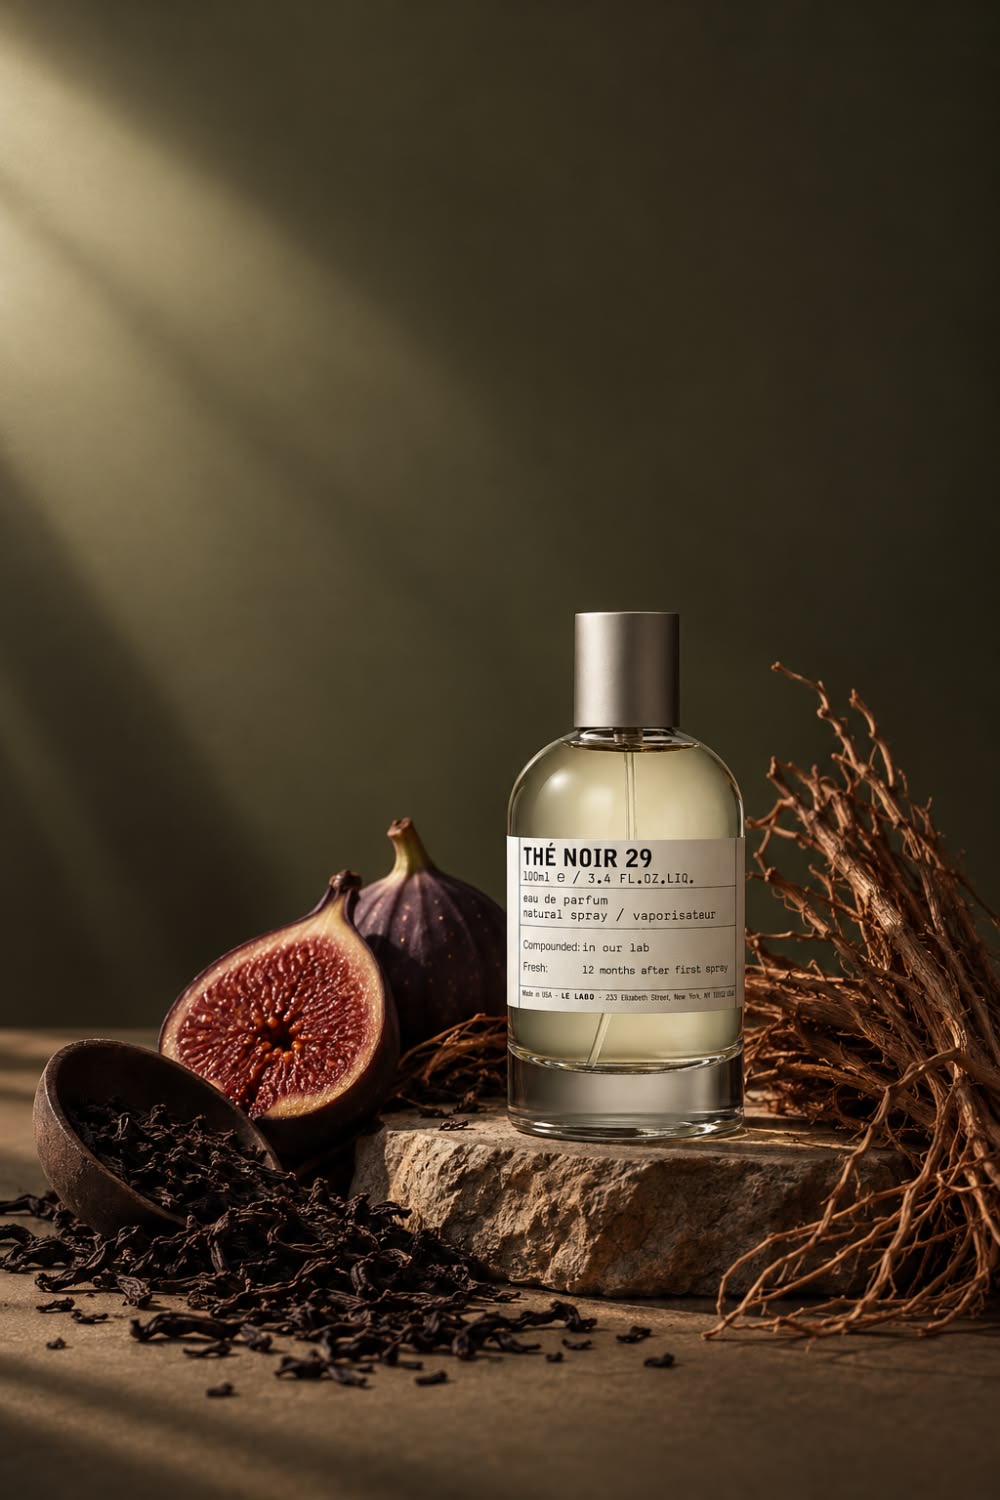 THÉ NOIR 29
100ml e / 3.4 FL.OZ.LIQ.
eau de parfum
natural spray / vaporisateur
Compounded: in our lab
Fresh: 12 months after first sprey
Made in USA - LE LABO - 233 Elizabeth Street, New York, NY